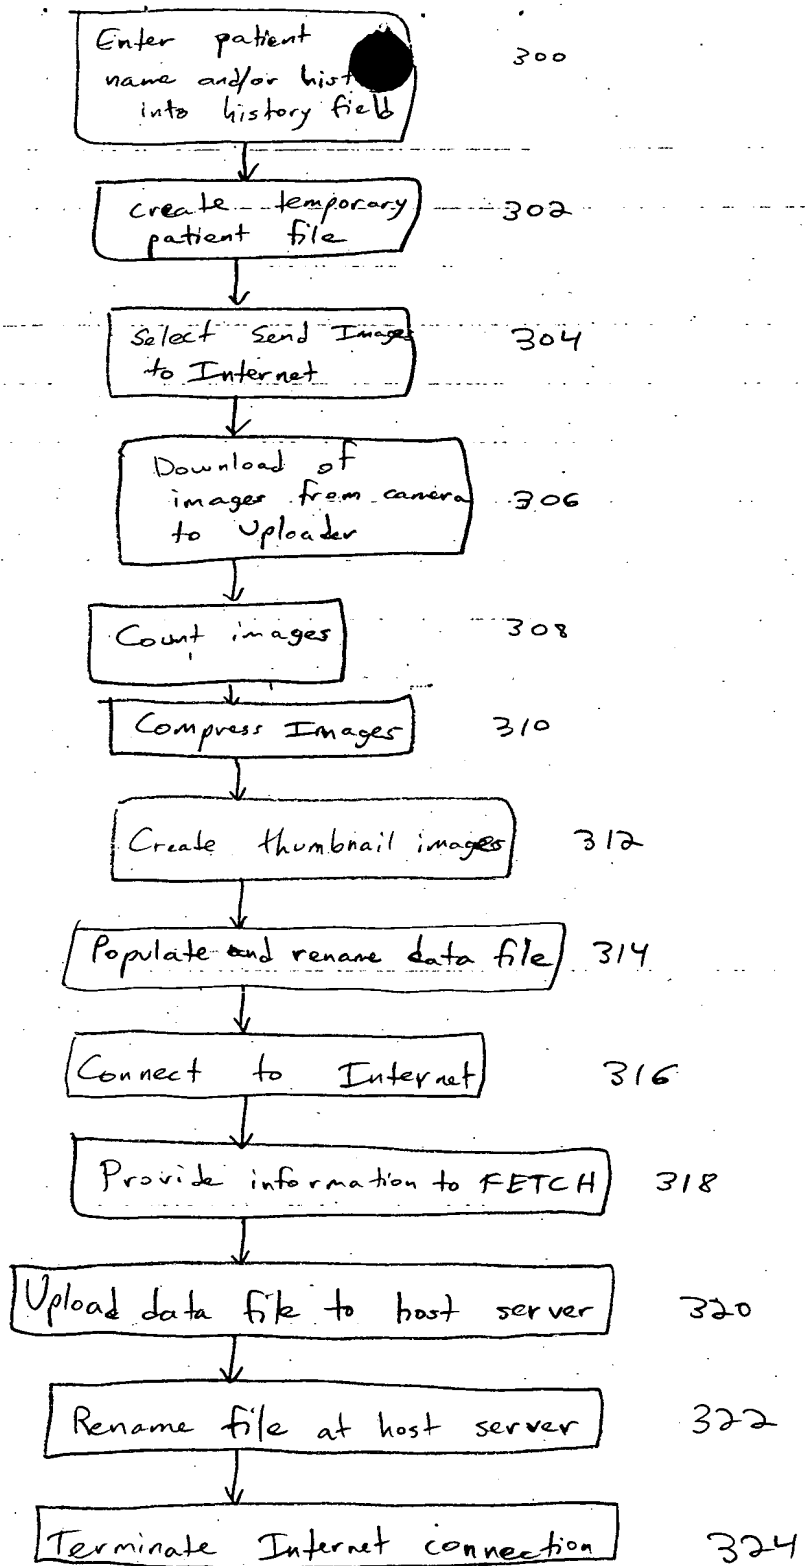 Enter patient
300
name and/or
into history field
create temporary
302
patient file
Select Send Images
304
to Internet
Download of
images from camera
306
to Uploader
Count images
308
Compress Images
310
Create thumbnail images
312
Populate and rename data file
314
Connect to Internet
316
Provide information to FETCH
318
Upload data file to host server
320
Rename file at host server
322
Terminate Internet connection
324